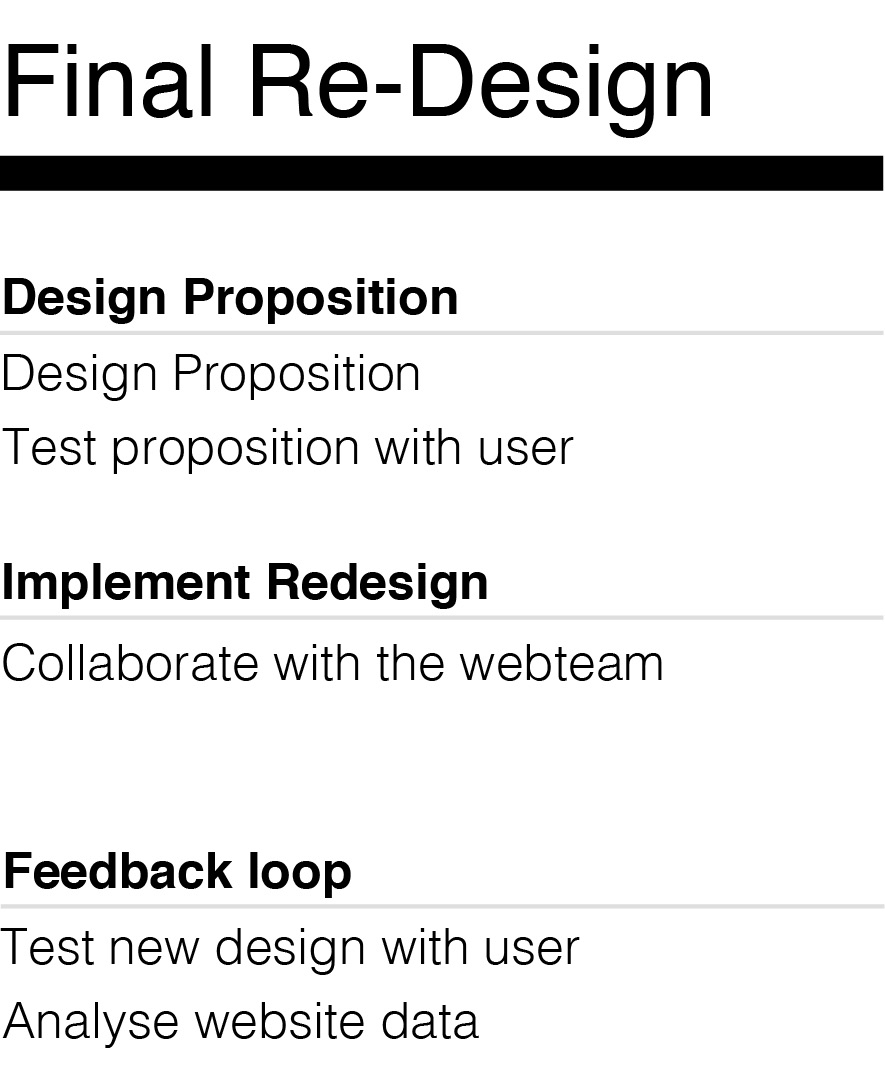 Final Re-Design
Design Proposition
Design Proposition
Test proposition with user
Implement Redesign
Collaborate with the webteam
Feedback loop
Test new design with user
Analyse website data